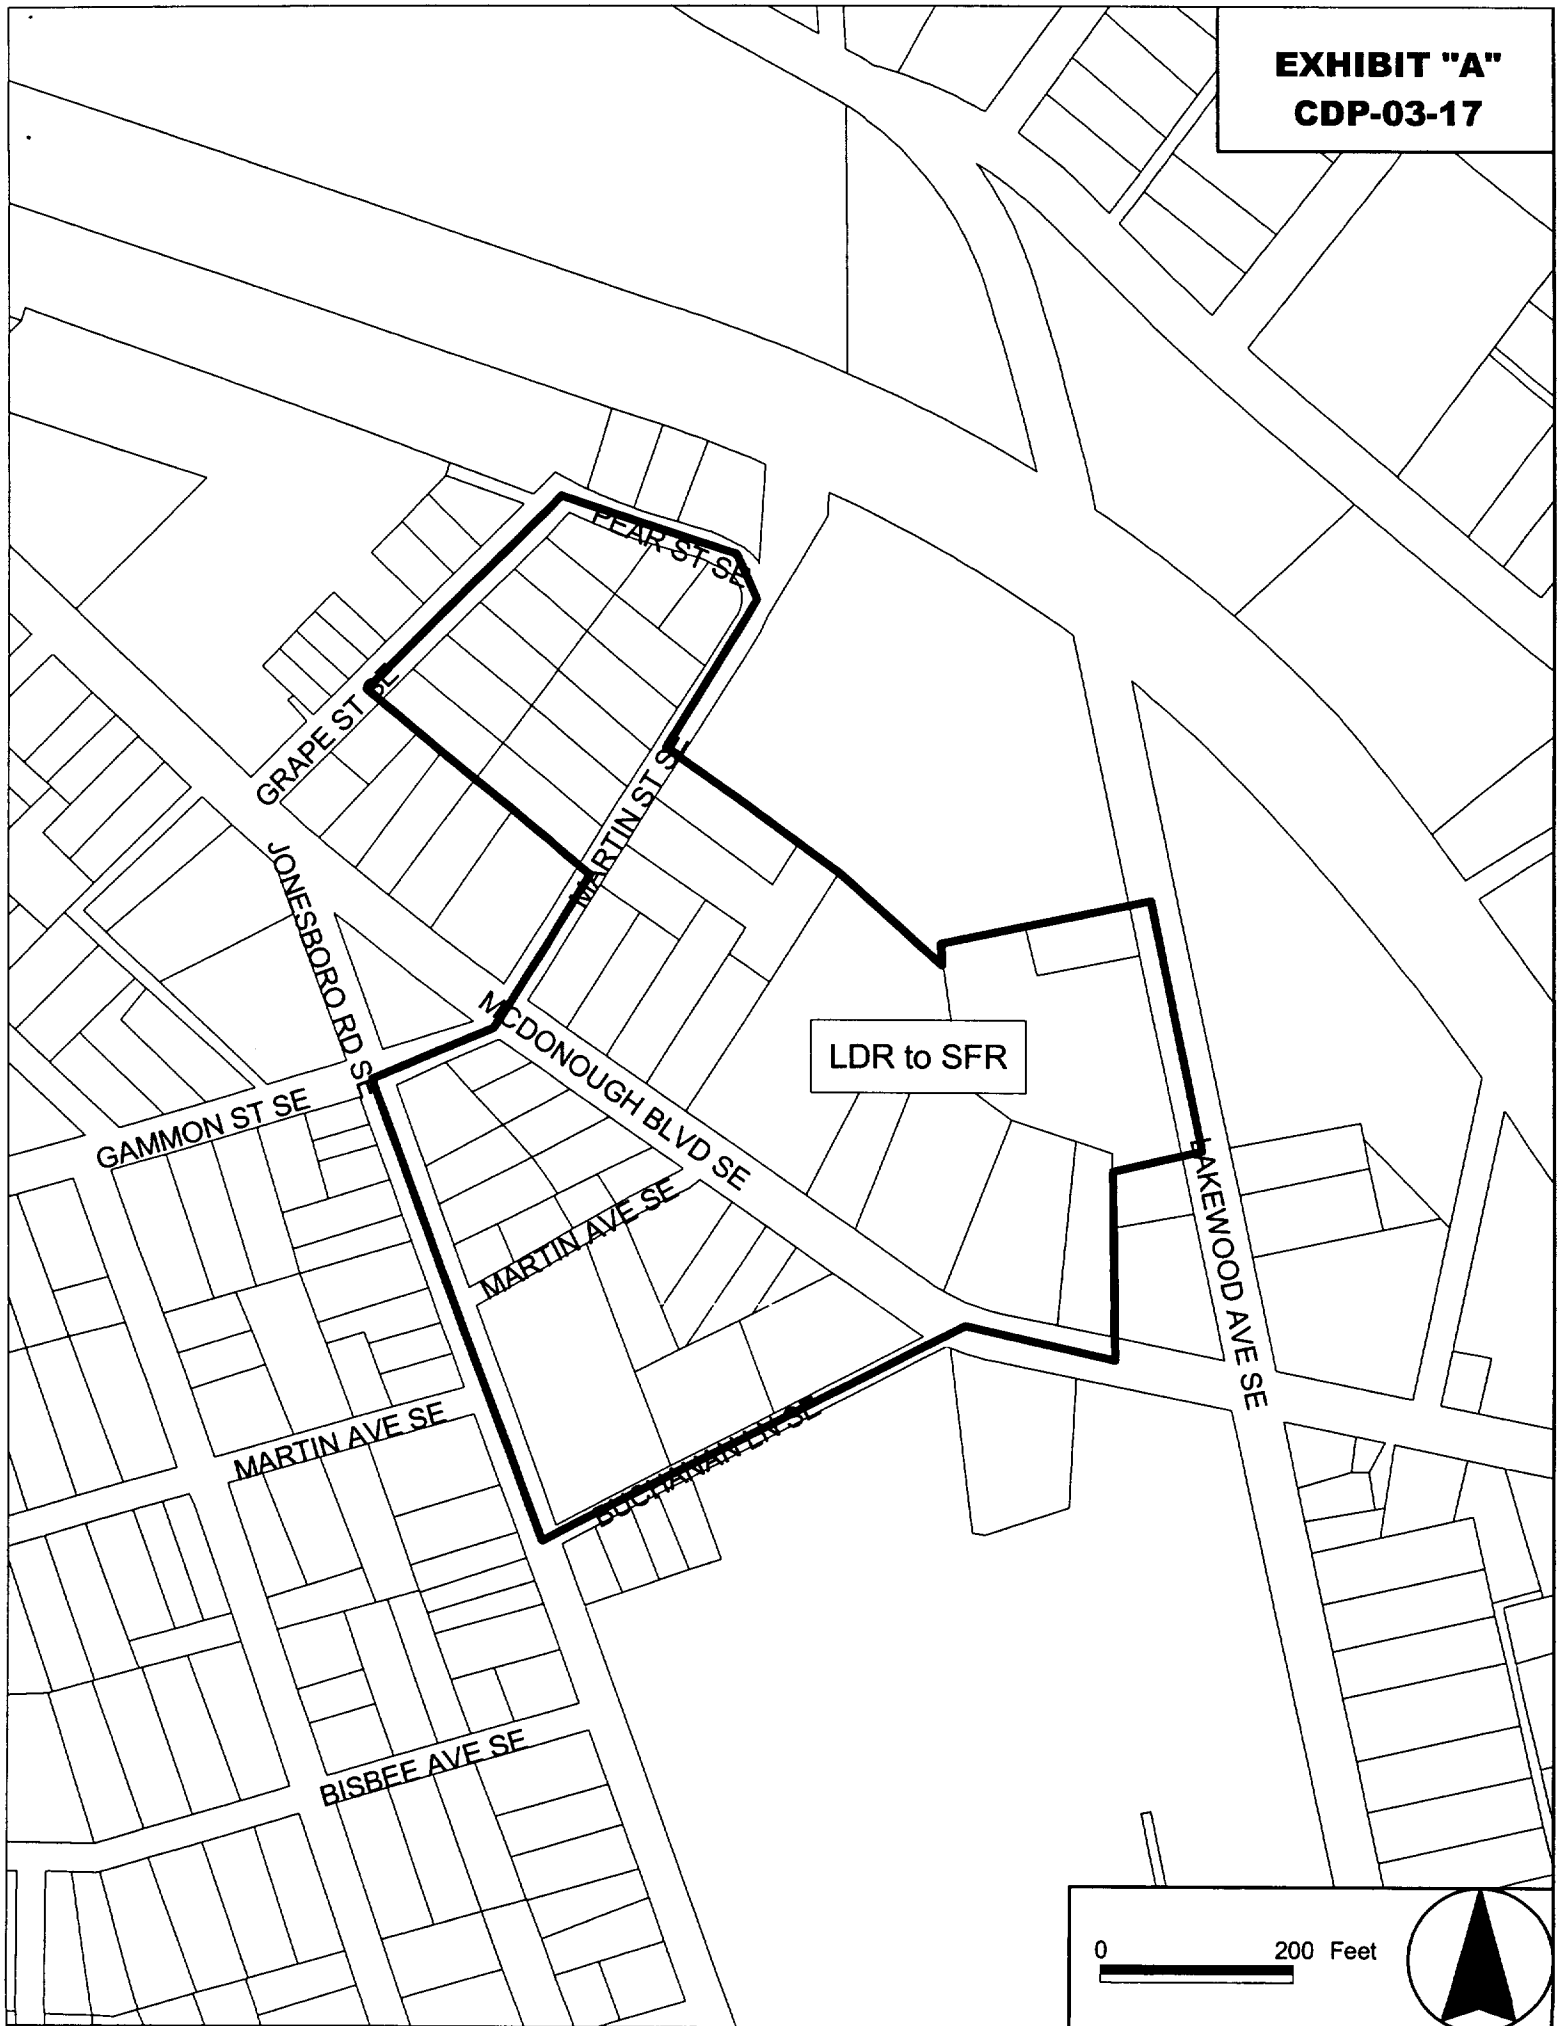 EXHIBIT "A"
CDP-03-17
PEAR ST SE
GRAPE ST SE
MARTIN ST SE
JONESBORO RD SE
MCDONOUGH BLVD SE
LDR to SFR
GAMMON ST SE
MARTIN AVE SE
LAKEWOOD AVE SE
MARTIN AVE SE
BUCHANAN LN SE
BISBEE AVE SE
0 200 Feet